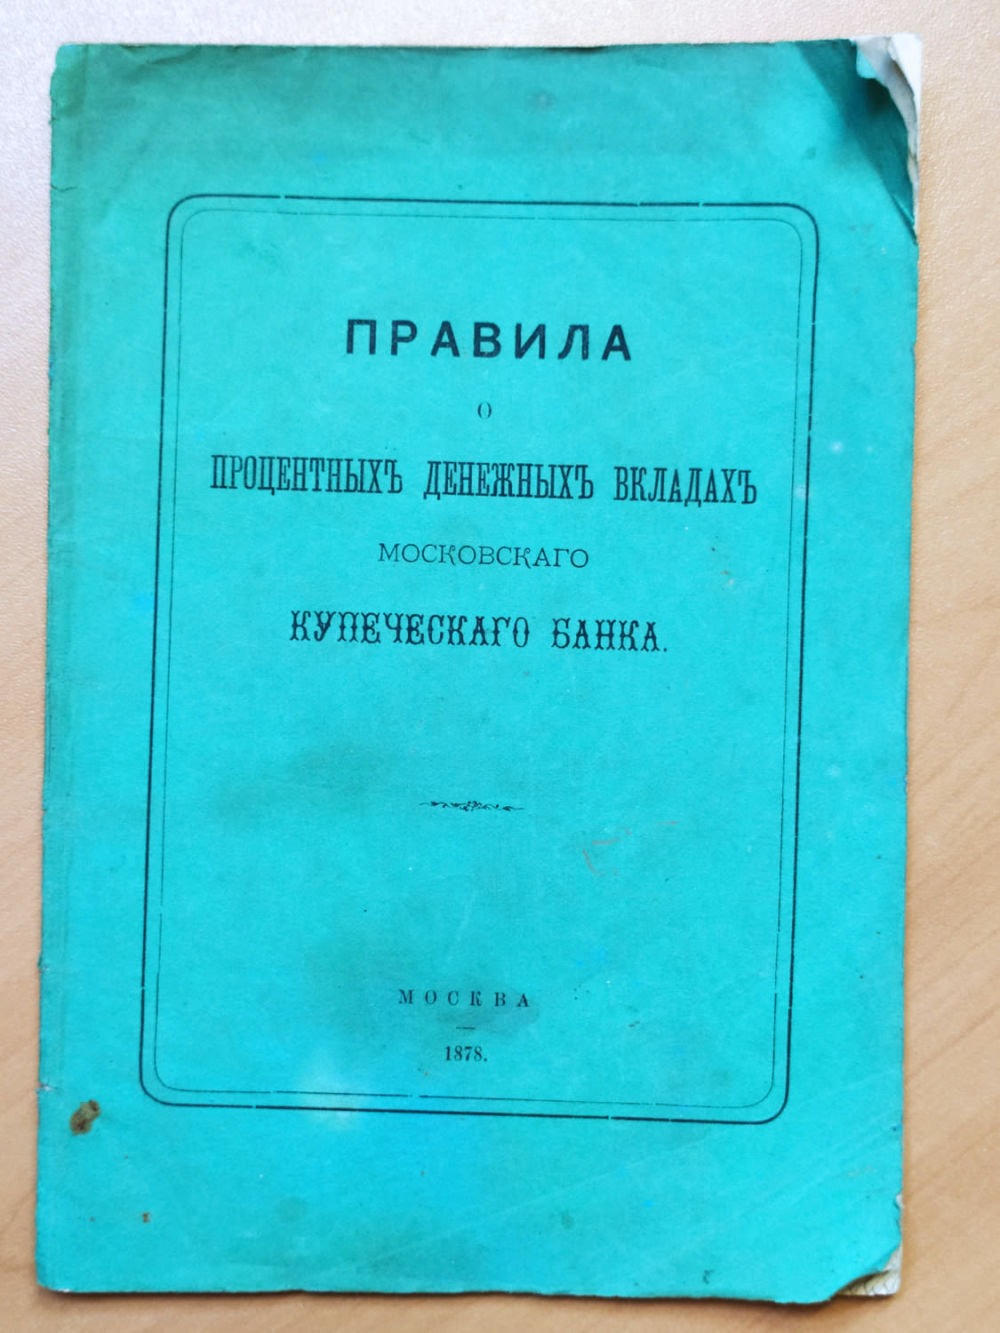 ПРАВИЛА
О
ПРОЦЕНТНЫХЪ ДЕНЕЖНЫХЪ ВКЛАДАХЪ
МОСКОВСКАГО
КУПЕЧЕСКАГО БАНКА.
МОСКВА
1878.